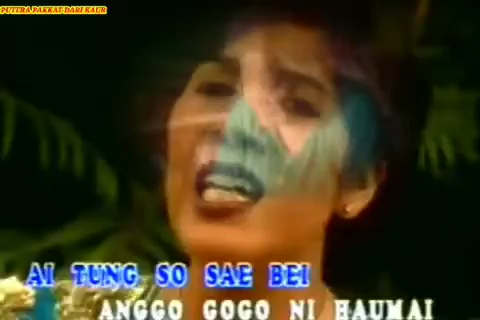 PUTERA PAKKAT DARI KAUR
AI TUNG SO SAE BEI
ANGGO GOGO NI HAUMAI